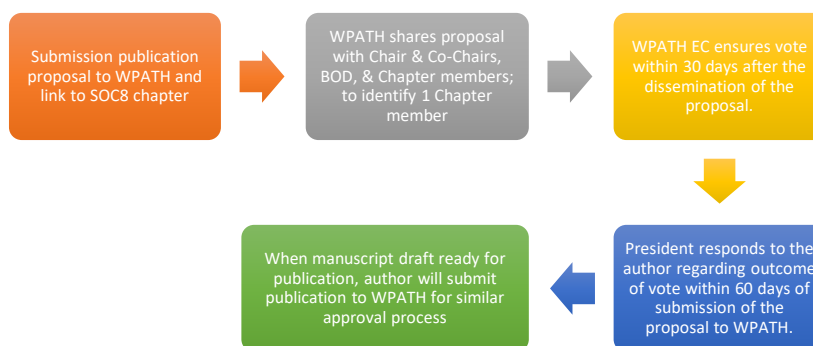 Submission publication
proposal to WPATH and
link to SOC8 chapter
WPATH shares proposal
with Chair & Co-Chairs,
BOD, & Chapter members;
to identify 1 Chapter
member
WPATH EC ensures vote
within 30 days after the
dissemination of the
proposal.
President responds to the
author regarding outcome
of vote within 60 days of
submission of the
proposal to WPATH.
When manuscript draft ready for
publication, author will submit
publication to WPATH for similar
approval process